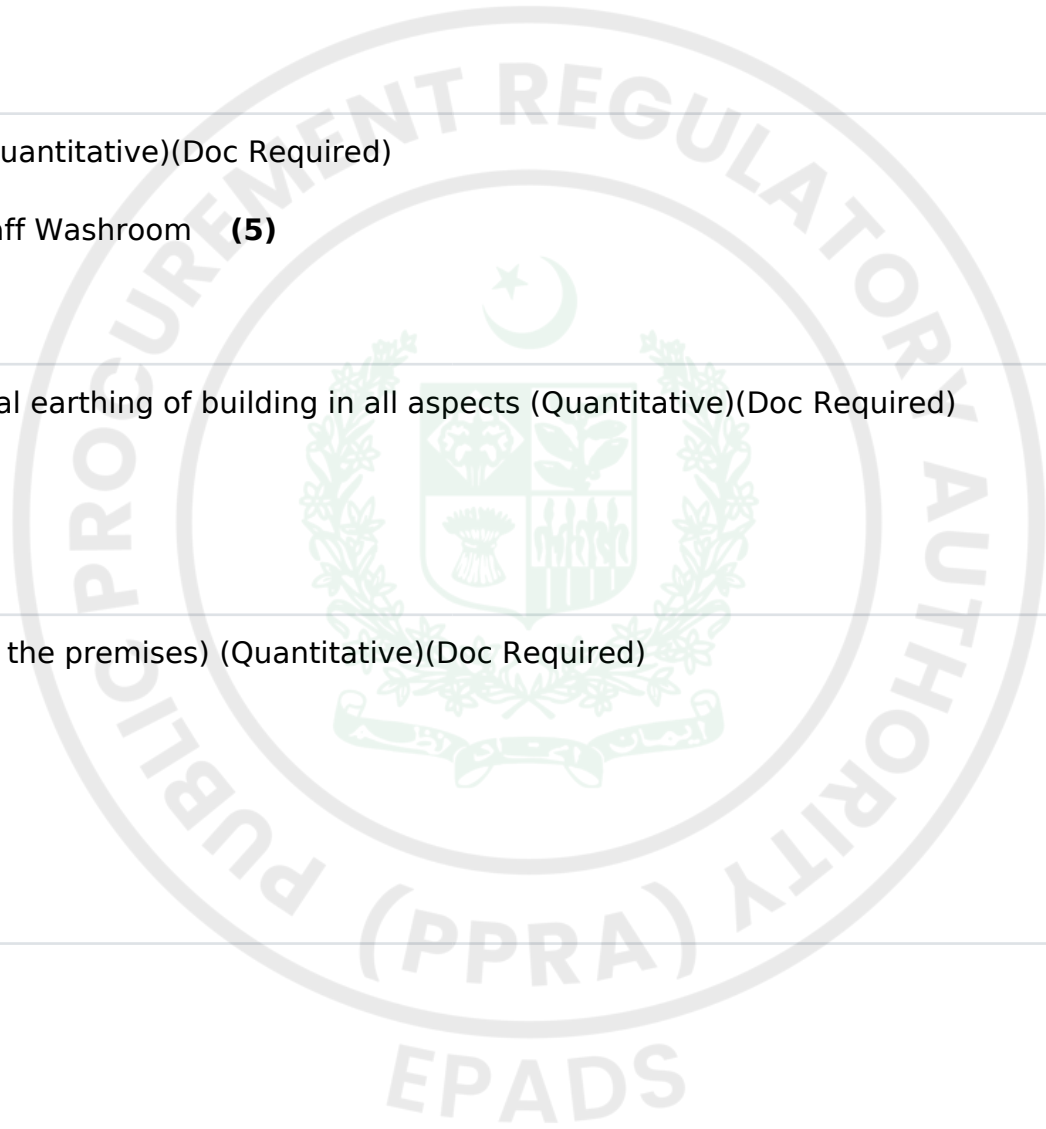 uantitative)(Doc Required)
aff Washroom (5)
al earthing of building in all aspects (Quantitative)(Doc Required)
the premises) (Quantitative)(Doc Required)
PUBLIC PROCUREMENT REGULATORY AUTHORITY
(PPRA)
EPADS